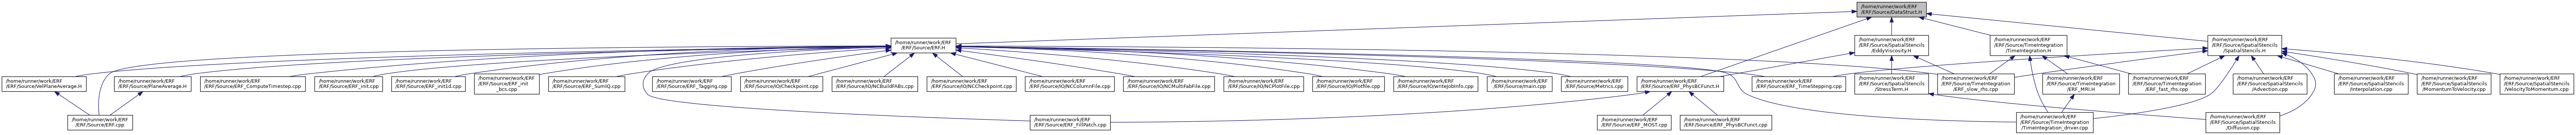 /home/runner/work/ERF
/ERF/Source/DataStruct.H
/home/runner/work/ERF
/ERF/Source/ERF.H
/home/runner/work/ERF
/ERF/Source/SpatialStencils
/EddyViscosity.H
/home/runner/work/ERF
/ERF/Source/TimeIntegration
/TimeIntegration.H
/home/runner/work/ERF
/ERF/Source/SpatialStencils
/SpatialStencils.H
/home/runner/work/ERF
/ERF/Source/VelPlaneAverage.H
/home/runner/work/ERF
/ERF/Source/PlaneAverage.H
/home/runner/work/ERF
/ERF/Source/ERF_ComputeTimestep.cpp
/home/runner/work/ERF
/ERF/Source/ERF_init.cpp
/home/runner/work/ERF
/ERF/Source/ERF_init1d.cpp
/home/runner/work/ERF
/ERF/Source/ERF_init
_bcs.cpp
/home/runner/work/ERF
/ERF/Source/ERF_SumIQ.cpp
/home/runner/work/ERF
/ERF/Source/ERF_Tagging.cpp
/home/runner/work/ERF
/ERF/Source/IO/Checkpoint.cpp
/home/runner/work/ERF
/ERF/Source/IO/NCBuildFABs.cpp
/home/runner/work/ERF
/ERF/Source/IO/NCCheckpoint.cpp
/home/runner/work/ERF
/ERF/Source/IO/NCColumnFile.cpp
/home/runner/work/ERF
/ERF/Source/IO/NCMultiFabFile.cpp
/home/runner/work/ERF
/ERF/Source/IO/NCPlotFile.cpp
/home/runner/work/ERF
/ERF/Source/IO/Plotfile.cpp
/home/runner/work/ERF
/ERF/Source/IO/writeJobInfo.cpp
/home/runner/work/ERF
/ERF/Source/main.cpp
/home/runner/work/ERF
/ERF/Source/Metrics.cpp
/home/runner/work/ERF
/ERF/Source/ERF_PhysBCFunct.H
/home/runner/work/ERF
/ERF/Source/ERF_TimeStepping.cpp
/home/runner/work/ERF
/ERF/Source/SpatialStencils
/StressTerm.H
/home/runner/work/ERF
/ERF/Source/TimeIntegration
/ERF_slow_rhs.cpp
/home/runner/work/ERF
/ERF/Source/TimeIntegration
/ERF_MRI.H
/home/runner/work/ERF
/ERF/Source/TimeIntegration
/ERF_fast_rhs.cpp
/home/runner/work/ERF
/ERF/Source/SpatialStencils
/Advection.cpp
/home/runner/work/ERF
/ERF/Source/SpatialStencils
/Interpolation.cpp
/home/runner/work/ERF
/ERF/Source/SpatialStencils
/MomentumToVelocity.cpp
/home/runner/work/ERF
/ERF/Source/SpatialStencils
/VelocityToMomentum.cpp
/home/runner/work/ERF
/ERF/Source/ERF.cpp
/home/runner/work/ERF
/ERF/Source/ERF_FillPatch.cpp
/home/runner/work/ERF
/ERF/Source/ERF_MOST.cpp
/home/runner/work/ERF
/ERF/Source/ERF_PhysBCFunct.cpp
/home/runner/work/ERF
/ERF/Source/TimeIntegration
/TimeIntegration_driver.cpp
/home/runner/work/ERF
/ERF/Source/SpatialStencils
/Diffusion.cpp